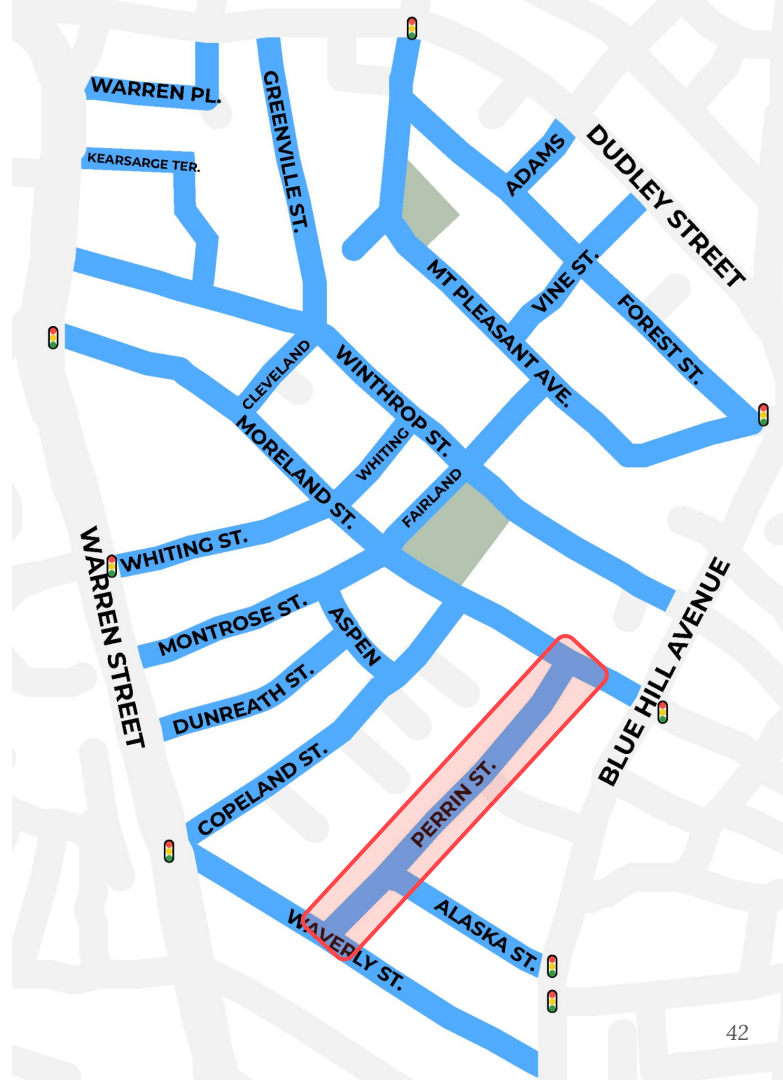 WARREN PL.
GREENVILLE ST.
KEARSARGE TER.
ADAMS
DUDLEY STREET
VINE ST.
MT PLEASANT AVE.
FOREST ST.
CLEVELAND
WINTHROP ST.
WHITING
MORELAND ST.
FAIRLAND
WHITING ST.
WARREN STREET
MONTROSE ST.
ASPEN
DUNREATH ST.
BLUE HILL AVENUE
COPELAND ST.
PERRIN ST.
ALASKA ST.
WAVERLY ST.
42